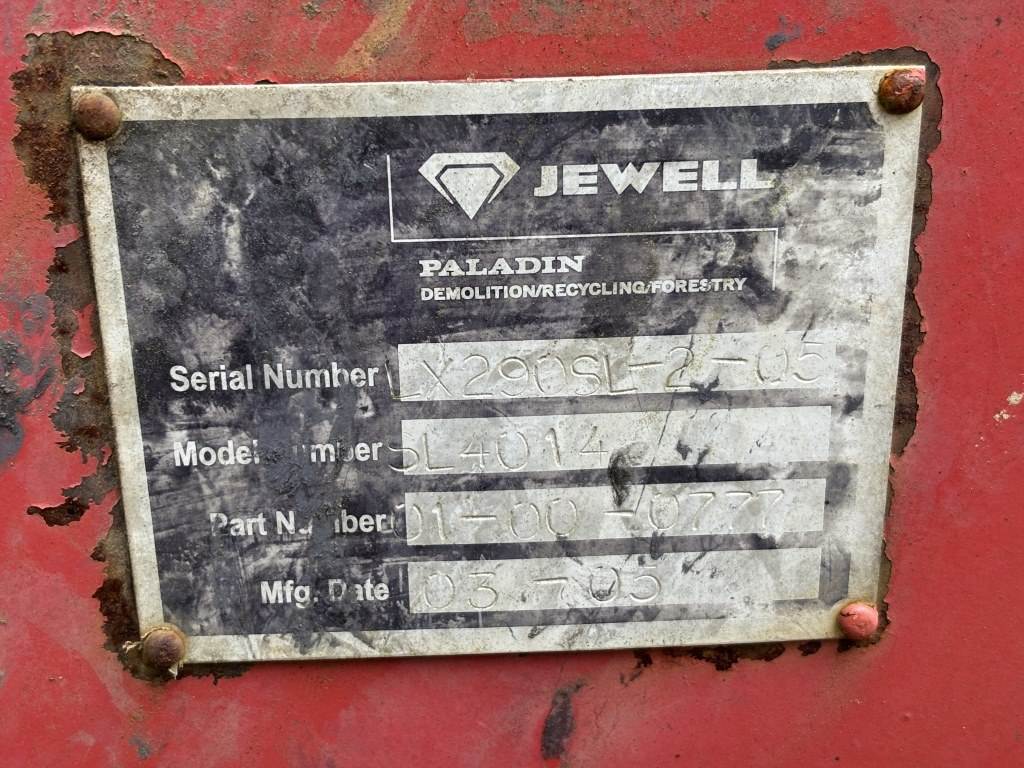 JEWELL
PALADIN
DEMOLITION/RECYCLING/FORESTRY
Serial Number LX290SL-2-05
Model Number SL4014
Part Number 01-00-0777
Mfg. Date 03-05